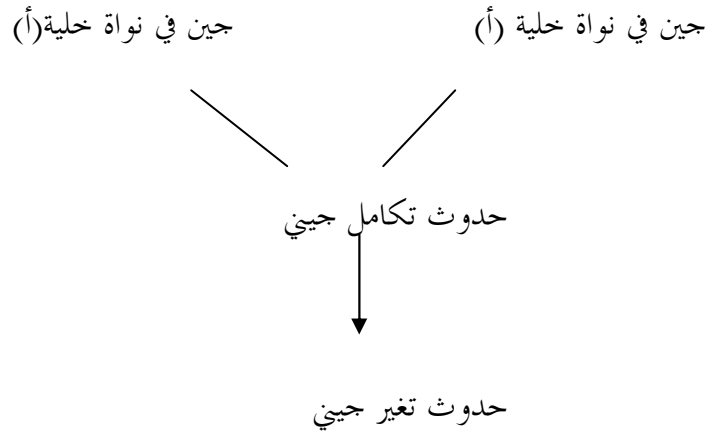 جين في نواة خلية (أ)
جين في نواة خلية(أ)
حدوث تكامل جيني
حدوث تغير جيني